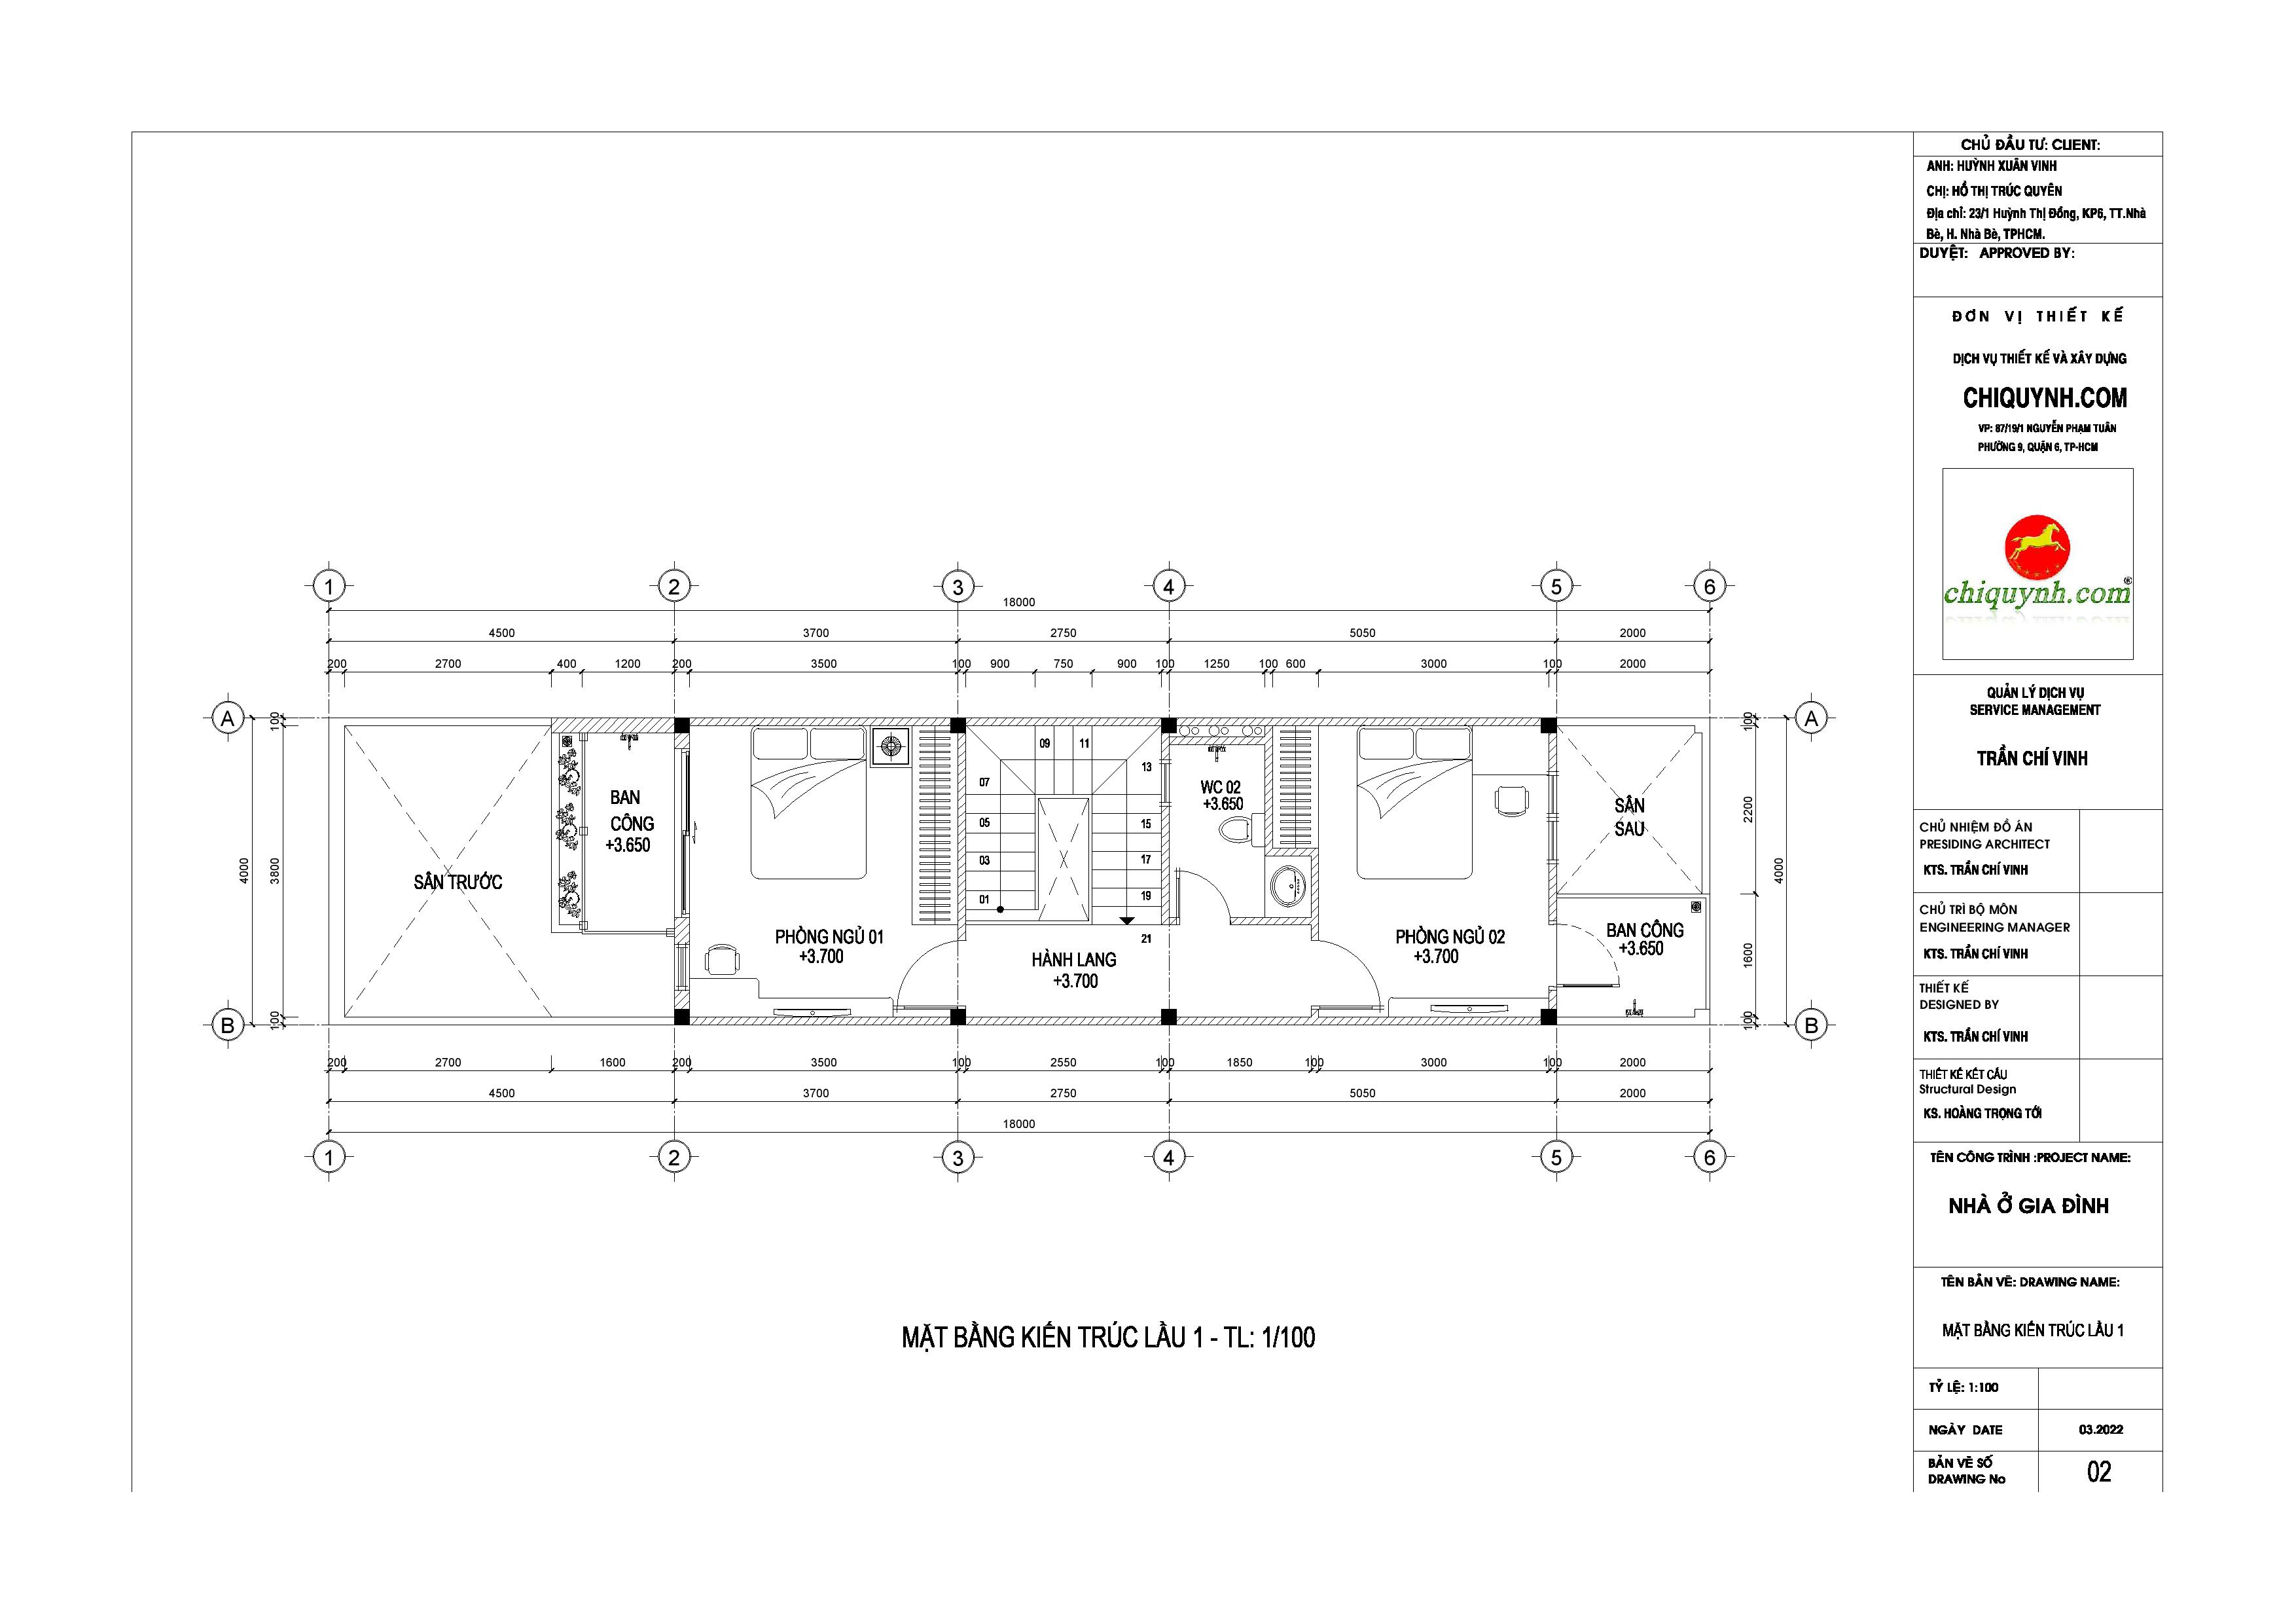 CHỦ ĐẦU TƯ: CLIENT:
ANH: HUỲNH XUÂN VINH
CHỊ: HỒ THỊ TRÚC QUYÊN
Địa chỉ: 23/1 Huỳnh Thị Đồng, KP6, TT.Nhà
Bè, H. Nhà Bè, TPHCM.
DUYỆT: APPROVED BY:
ĐƠN VỊ THIẾT KẾ
DỊCH VỤ THIẾT KẾ VÀ XÂY DỰNG
CHIQUYNH.COM
VP: 87/19/1 NGUYỄN PHẠM TUÂN
PHƯỜNG 9, QUẬN 6, TP-HCM
chiquynh.com®
QUẢN LÝ DỊCH VỤ
SERVICE MANAGEMENT
TRẦN CHÍ VINH
CHỦ NHIỆM ĐỒ ÁN
PRESIDING ARCHITECT
KTS. TRẦN CHÍ VINH
CHỦ TRÌ BỘ MÔN
ENGINEERING MANAGER
KTS. TRẦN CHÍ VINH
THIẾT KẾ
DESIGNED BY
KTS. TRẦN CHÍ VINH
THIẾT KẾ KẾT CẤU
Structural Design
KS. HOÀNG TRỌNG TỚI
TÊN CÔNG TRÌNH :PROJECT NAME:
NHÀ Ở GIA ĐÌNH
TÊN BẢN VẼ: DRAWING NAME:
MẶT BẰNG KIẾN TRÚC LẦU 1
TỶ LỆ: 1:100
NGÀY DATE 03.2022
BẢN VẼ SỐ
DRAWING No 02
1 2 3 4 5 6
18000
4500 3700 2750 5050 2000
200 2700 400 1200 200 3500 100 900 750 900 100 1250 100 600 3000 100 2000
A A
100 100
09 11
13
07
WC 02
+3.650
BAN
CÔNG
+3.650
SÂN
SAU
2200
05 15
03 17
4000 3800 4000
SÂN TRƯỚC
01 19
PHÒNG NGỦ 01
+3.700
21
HÀNH LANG
+3.700
PHÒNG NGỦ 02
+3.700
BAN CÔNG
+3.650
1600
100 100
B B
200 2700 1600 200 3500 100 2550 100 1850 100 3000 100 2000
4500 3700 2750 5050 2000
18000
1 2 3 4 5 6
MẶT BẰNG KIẾN TRÚC LẦU 1 - TL: 1/100